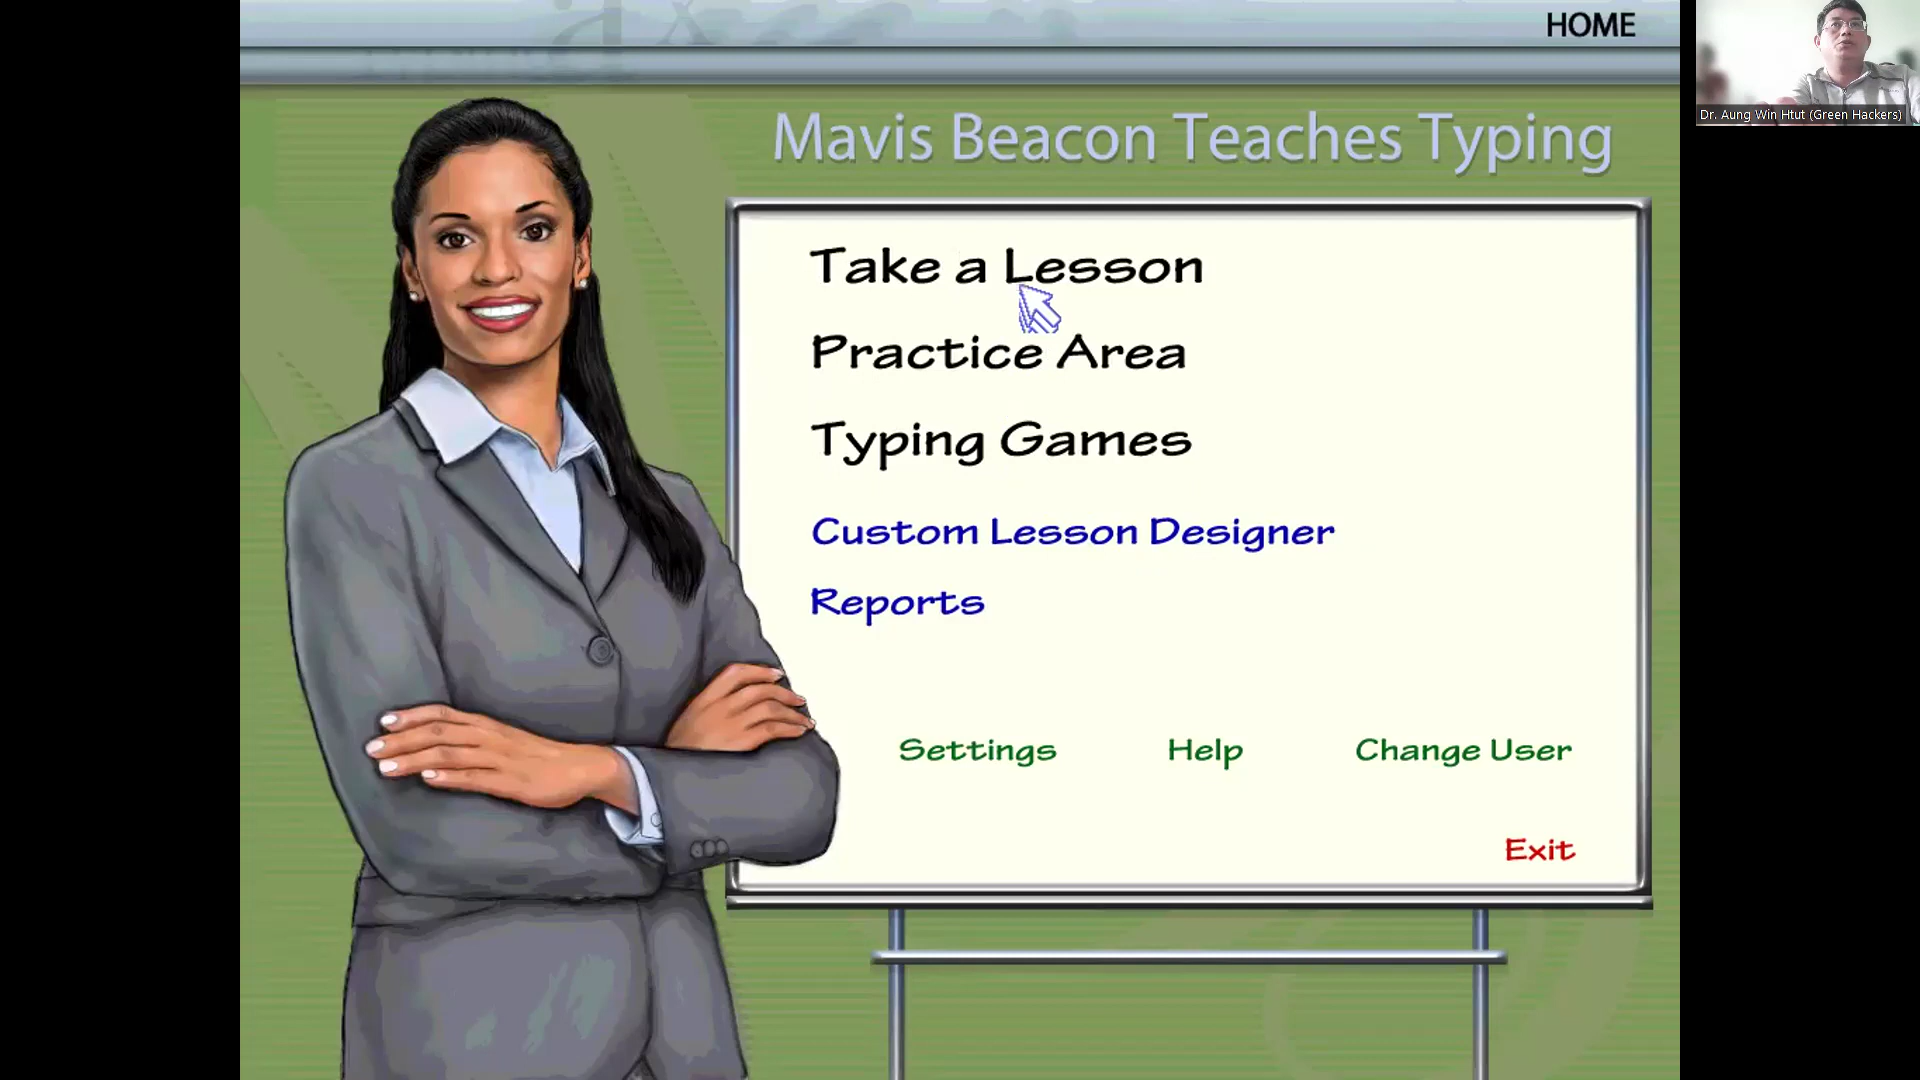 HOME
Dr. Aung Win Htut (Green Hackers)
Mavis Beacon Teaches Typing
Take a Lesson
Practice Area
Typing Games
Custom Lesson Designer
Reports
Settings Help Change User
Exit